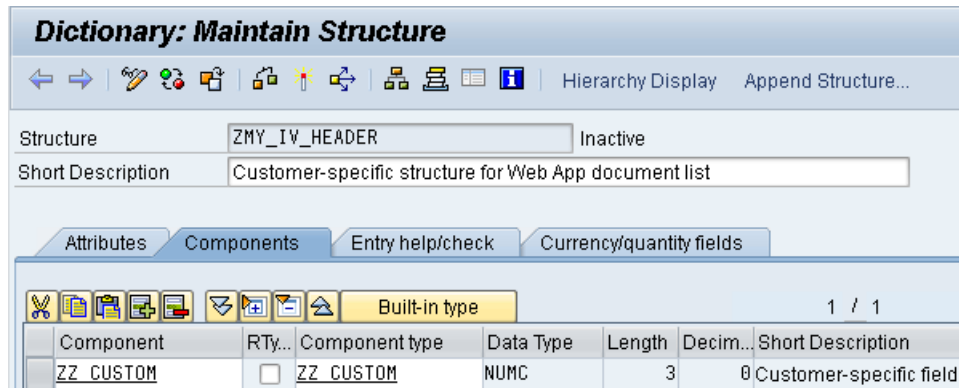 Dictionary: Maintain Structure
Hierarchy Display Append Structure...
Structure ZMY_IV_HEADER Inactive
Short Description Customer-specific structure for Web App document list
Attributes Components Entry help/check Currency/quantity fields
Built-in type 1 / 1
Component RTy... Component type Data Type Length Decim... Short Description
ZZ_CUSTOM ZZ_CUSTOM NUMC 3 0 Customer-specific field